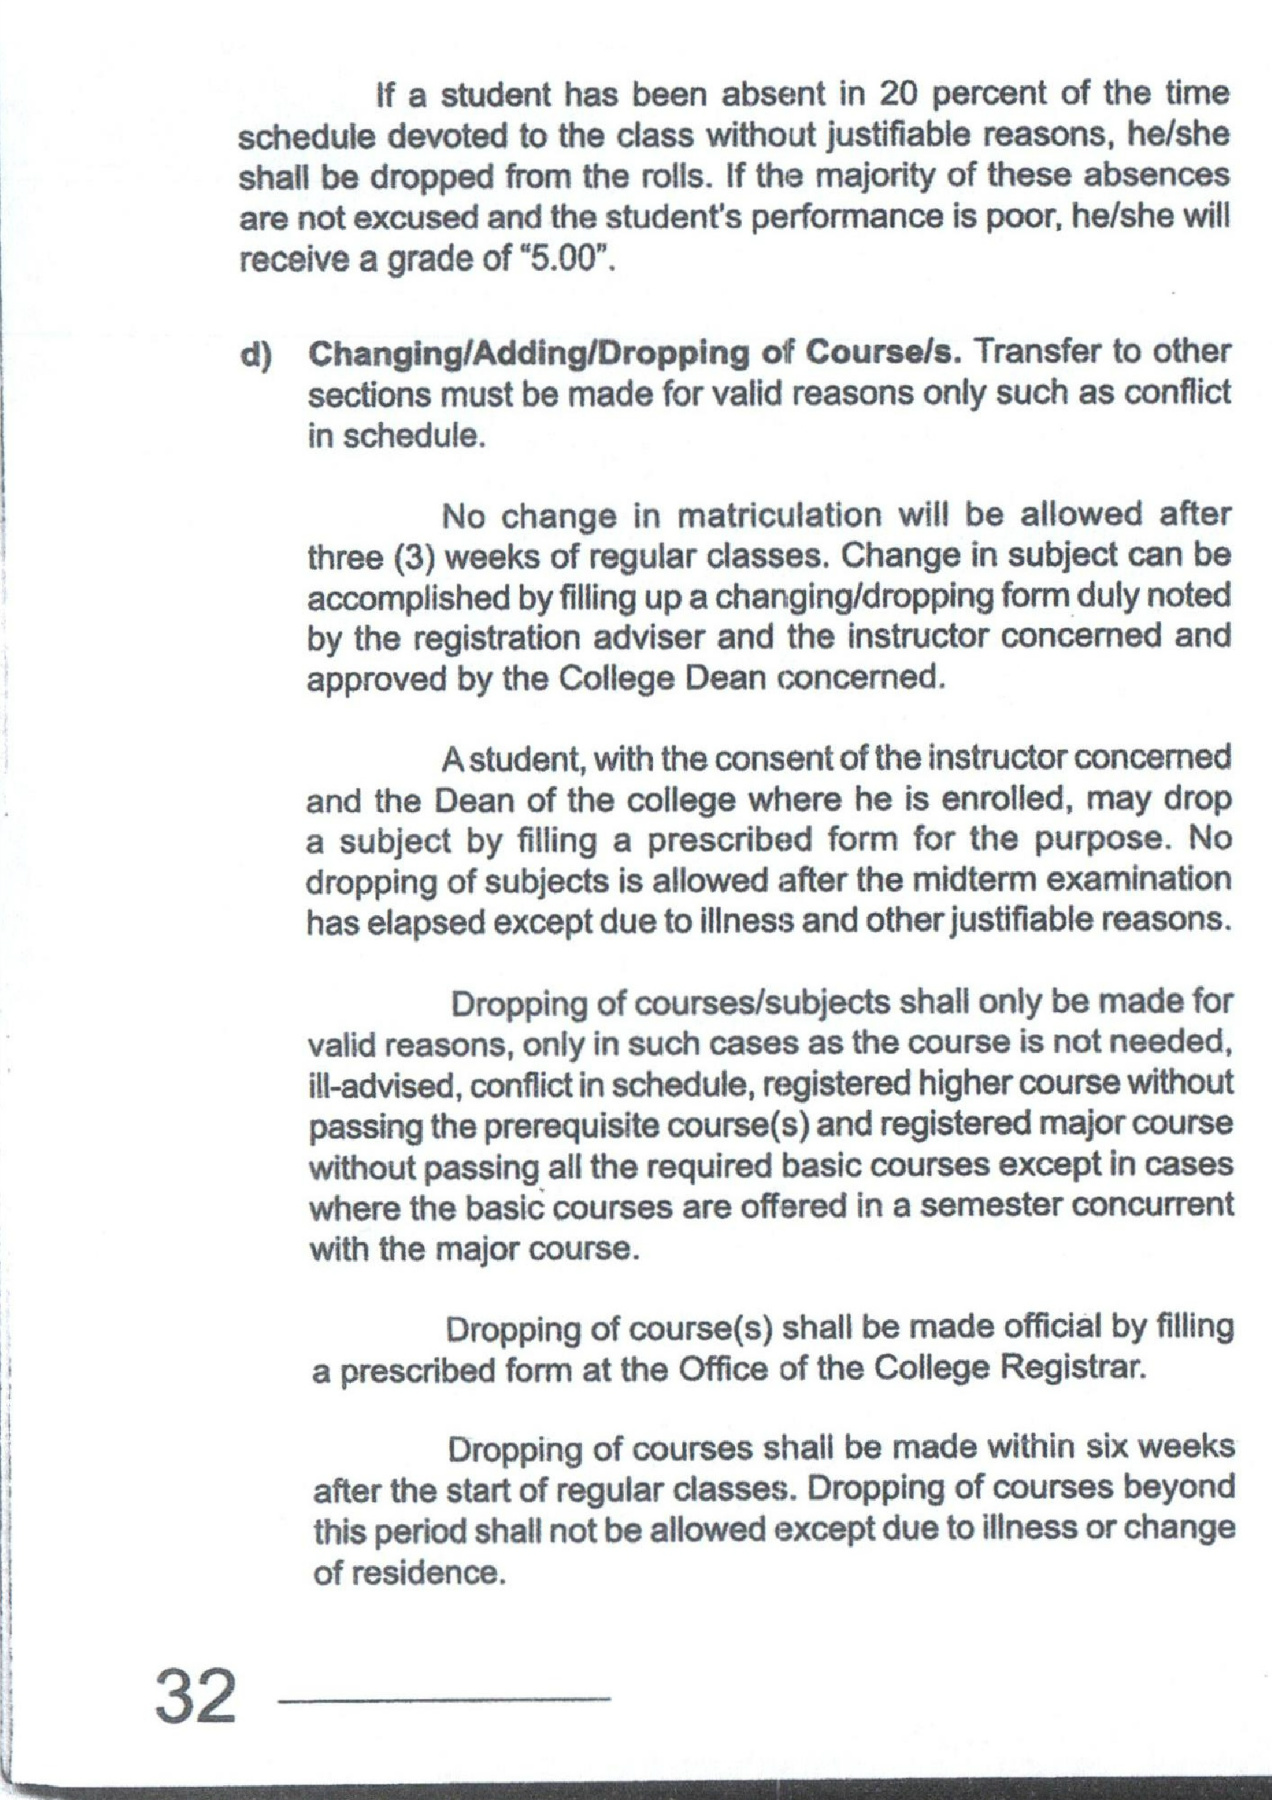 If a student has been absent in 20 percent of the time
schedule devoted to the class without justifiable reasons, he/she
shall be dropped from the rolls. If the majority of these absences
are not excused and the student's performance is poor, he/she will
receive a grade of “5.00”.
d) Changing/Adding/Dropping of Course/s. Transfer to other
sections must be made for valid reasons only such as conflict
in schedule.
No change in matriculation will be allowed after
three (3) weeks of regular classes. Change in subject can be
accomplished by filling up a changing/dropping form duly noted
by the registration adviser and the instructor concerned and
approved by the College Dean concerned.
A student, with the consent of the instructor concerned
and the Dean of the college where he is enrolled, may drop
a subject by filling a prescribed form for the purpose. No
dropping of subjects is allowed after the midterm examination
has elapsed except due to illness and other justifiable reasons.
Dropping of courses/subjects shall only be made for
valid reasons, only in such cases as the course is not needed,
ill-advised, conflict in schedule, registered higher course without
passing the prerequisite course(s) and registered major course
without passing all the required basic courses except in cases
where the basic courses are offered in a semester concurrent
with the major course.
Dropping of course(s) shall be made official by filling
a prescribed form at the Office of the College Registrar.
Dropping of courses shall be made within six weeks
after the start of regular classes. Dropping of courses beyond
this period shall not be allowed except due to illness or change
of residence.
32